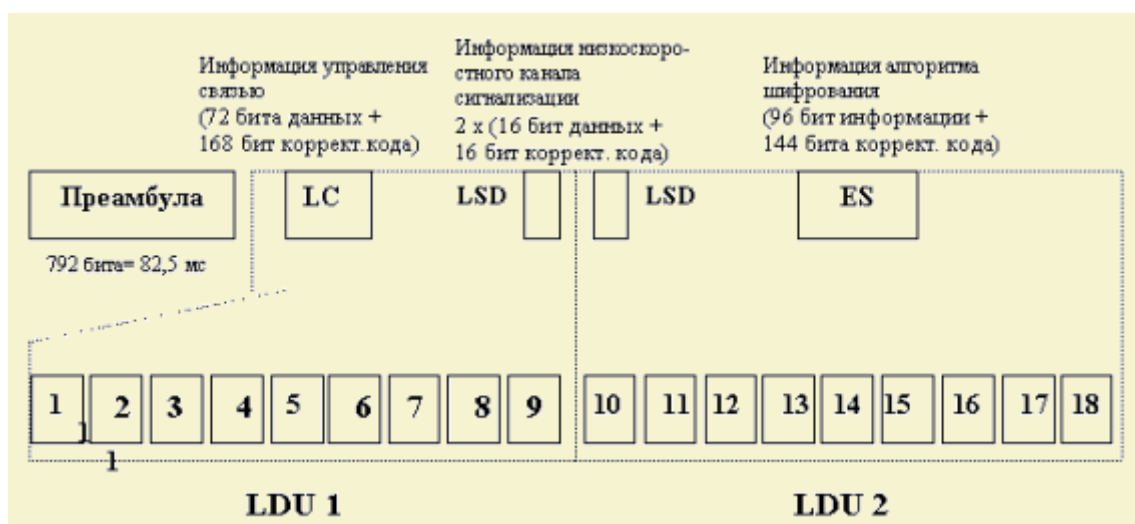 Информация управления
связью
(72 бита данных +
168 бит коррект.кода)
Информация низкоскоро-
стного канала
сигнализации
2 x (16 бит данных +
16 бит коррект. кода)
Информация алгоритма
шифрования
(96 бит информации +
144 бита коррект. кода)
Преамбула
LC
LSD
LSD
ES
792 бита= 82,5 мс
1 2 3 4 5 6 7 8 9 10 11 12 13 14 15 16 17 18
1
1
LDU 1
LDU 2